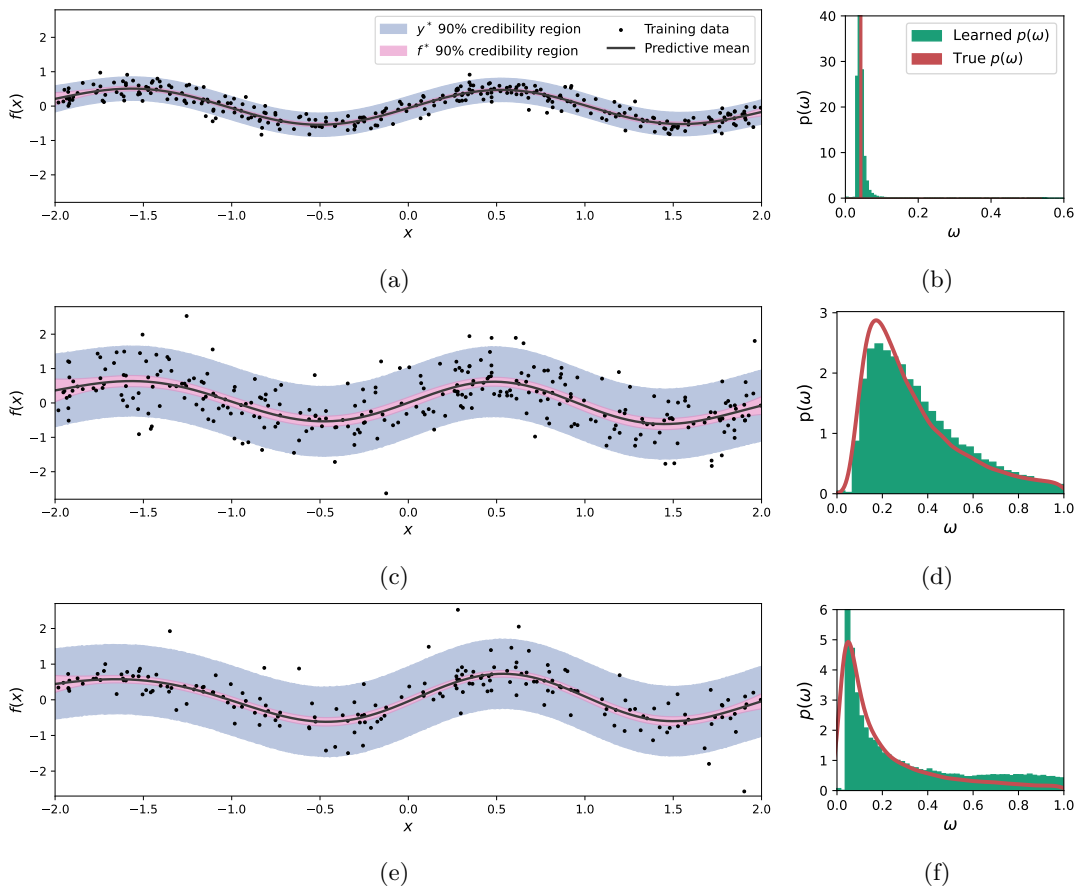 y* 90% credibility region
f* 90% credibility region
Training data
Predictive mean
f(x)
2
1
0
−1
−2
−2.0 −1.5 −1.0 −0.5 0.0 0.5 1.0 1.5 2.0
x
(a)
Learned p(ω)
True p(ω)
p(ω)
40
30
20
10
0
0.0 0.2 0.4 0.6
ω
(b)
f(x)
2
1
0
−1
−2
−2.0 −1.5 −1.0 −0.5 0.0 0.5 1.0 1.5 2.0
x
(c)
p(ω)
3
2
1
0
0.0 0.2 0.4 0.6 0.8 1.0
ω
(d)
f(x)
2
1
0
−1
−2
−2.0 −1.5 −1.0 −0.5 0.0 0.5 1.0 1.5 2.0
x
(e)
p(ω)
6
5
4
3
2
1
0
0.0 0.2 0.4 0.6 0.8 1.0
ω
(f)